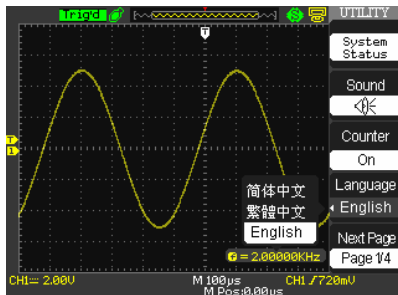 Trig'd
UTILITY
T
System
Status
Sound
Counter
On
Language
English
Next Page
Page 1/4
T
1
简体中文
繁體中文
English
f = 2.00000KHz
CH1 2.00V
M 100µs
CH1 / 720mV
M Pos:0.00µs